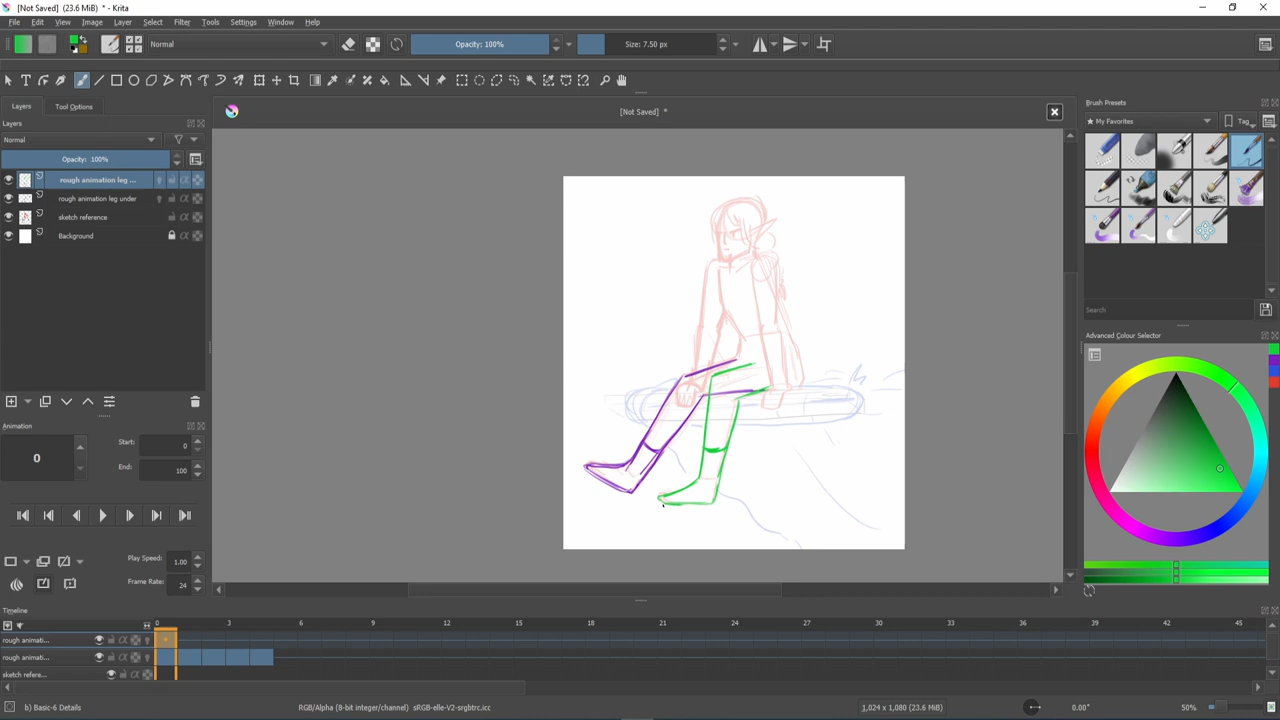 [Not Saved] (23.6 MiB) * - Krita
File Edit View Image Layer Select Filter Tools Settings Window Help
Normal Opacity: 100% Size: 7.50 px
Layers Tool Options
[Not Saved] *
Brush Presets
Layers
My Favorites Tag
Normal
Opacity: 100%
rough animation leg ...
rough animation leg under
sketch reference
Background
Search
Advanced Colour Selector
Animation
0
Start: 0
End: 100
Play Speed: 1.00
Frame Rate: 24
Timeline
0 3 6 9 12 15 18 21 24 27 30 33 36 39 42 45
rough animati...
rough animati...
sketch refere...
b) Basic-6 Details RGB/Alpha (8-bit integer/channel) sRGB-elle-V2-srgbtrc.icc 1,024 x 1,080 (23.6 MiB) 0.00° 50%